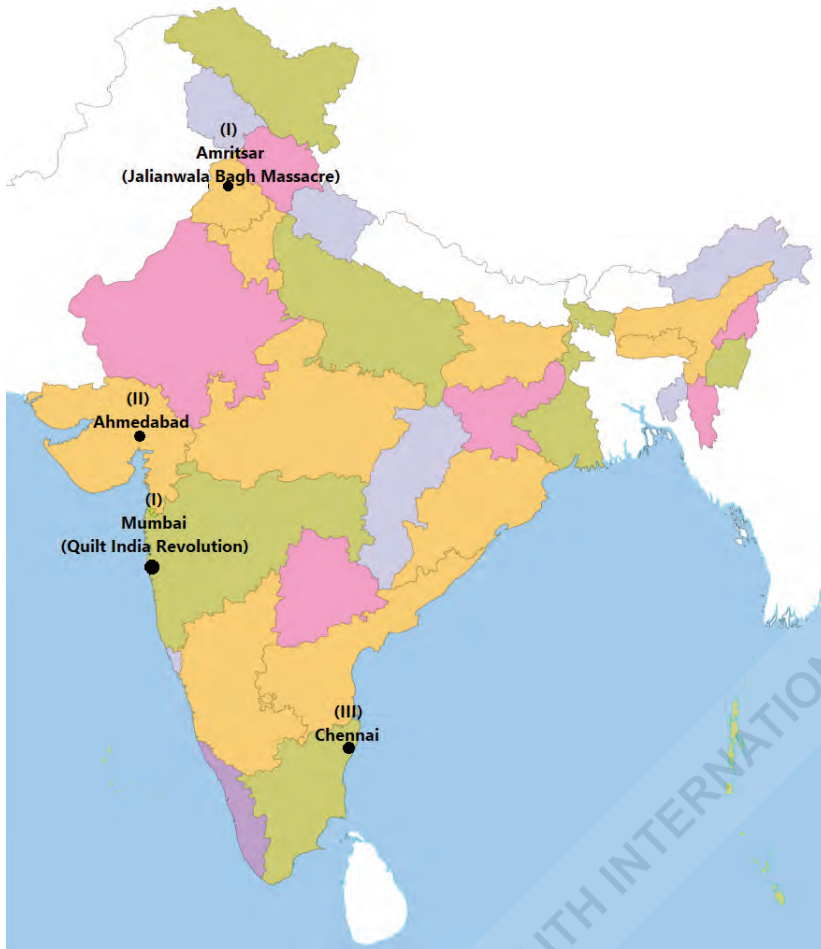 (I)
Amritsar
(Jalianwala Bagh Massacre)
(II)
Ahmedabad
(I)
Mumbai
(Quilt India Revolution)
(III)
Chennai